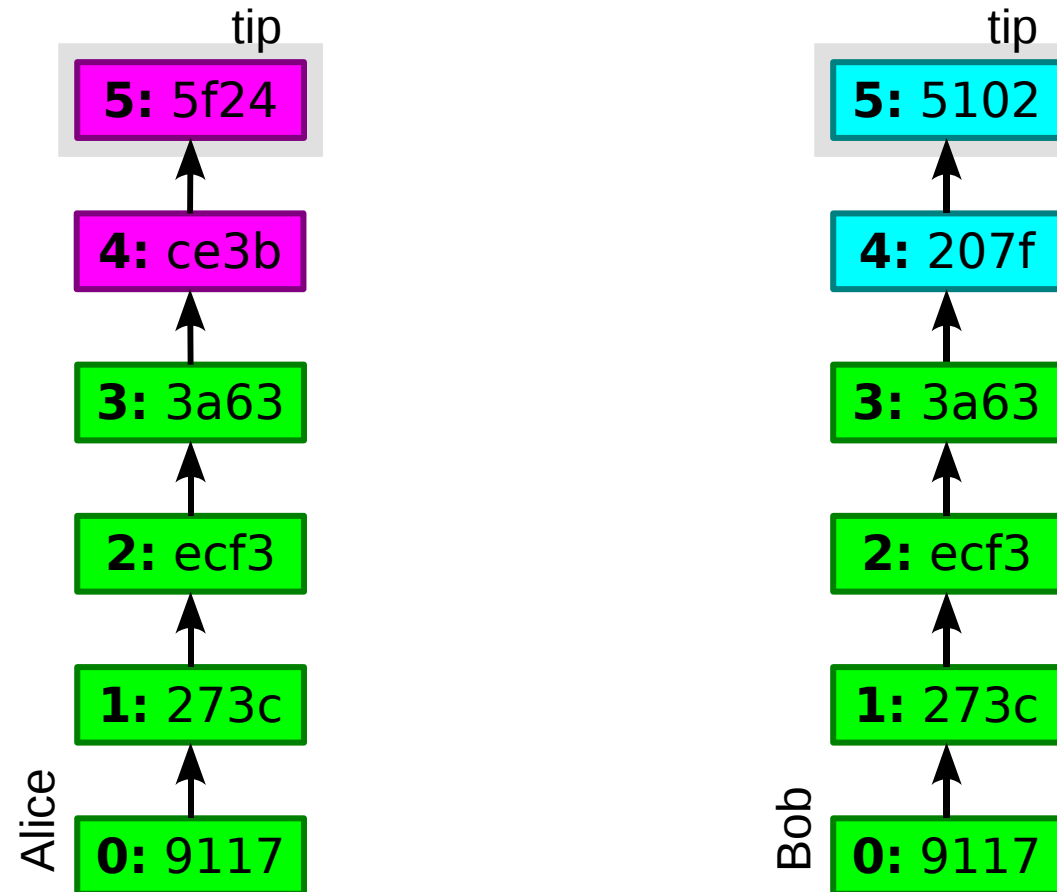 tip
5: 5f24
4: ce3b
3: 3a63
2: ecf3
1: 273c
0: 9117
Alice
tip
5: 5102
4: 207f
3: 3a63
2: ecf3
1: 273c
0: 9117
Bob